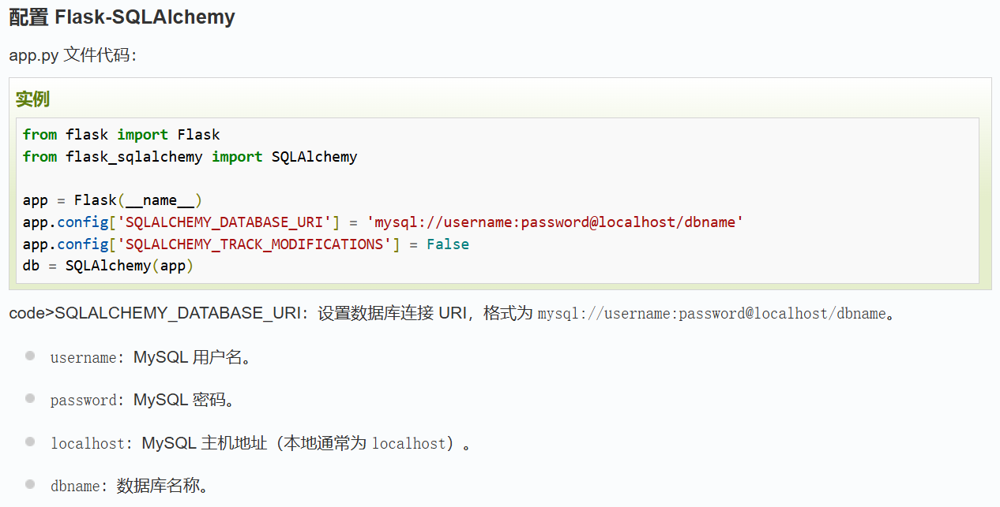 配置 Flask-SQLAlchemy
app.py 文件代码：
实例
from flask import Flask
from flask_sqlalchemy import SQLAlchemy
app = Flask(__name__)
app.config['SQLALCHEMY_DATABASE_URI'] = 'mysql://username:password@localhost/dbname'
app.config['SQLALCHEMY_TRACK_MODIFICATIONS'] = False
db = SQLAlchemy(app)
code>SQLALCHEMY_DATABASE_URI：设置数据库连接 URI，格式为 mysql://username:password@localhost/dbname。
username：MySQL 用户名。
password：MySQL 密码。
localhost：MySQL 主机地址（本地通常为 localhost）。
dbname：数据库名称。